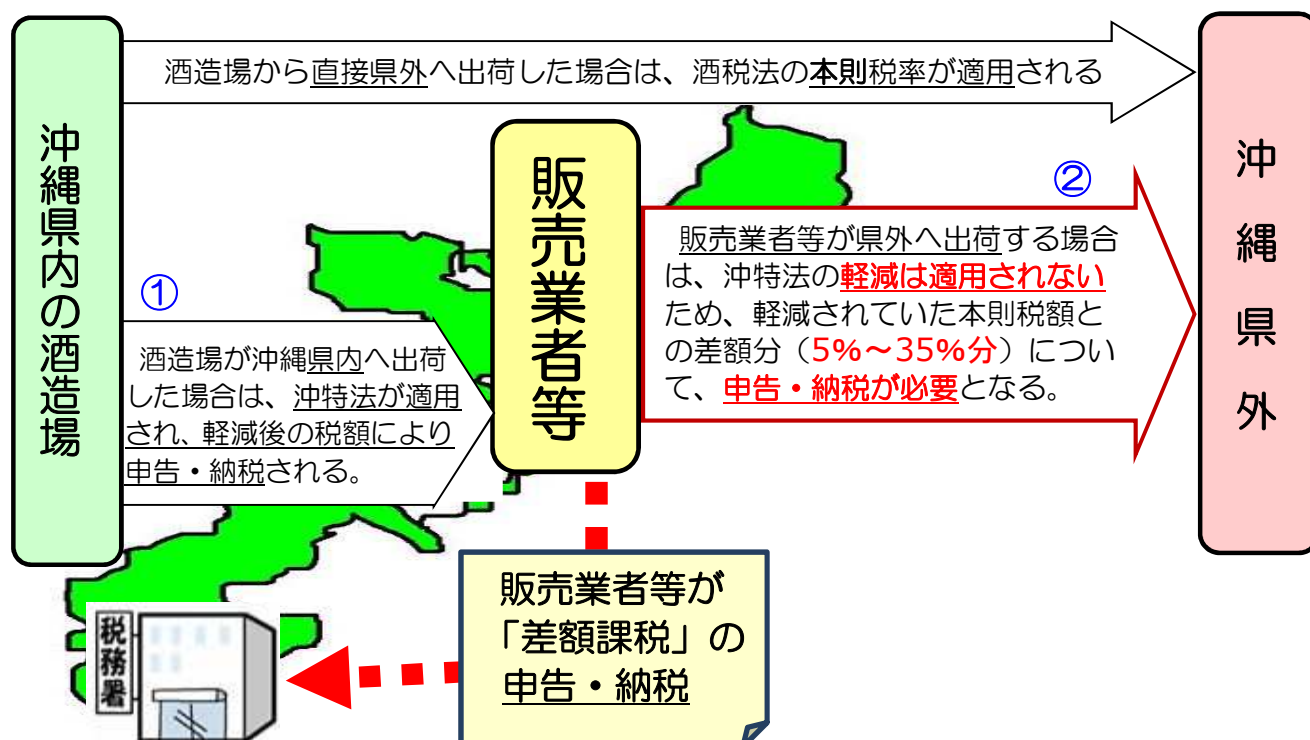 沖縄県内の酒造場
酒造場から直接県外へ出荷した場合は、酒税法の本則税率が適用される
沖縄県外
①
酒造場が沖縄県内へ出荷
した場合は、沖特法が適用
され、軽減後の税額により
申告・納税される。
販売業者等
②
販売業者等が県外へ出荷する場合
は、沖特法の軽減は適用されない
ため、軽減されていた本則税額と
の差額分（5%～35%分）につい
て、申告・納税が必要となる。
販売業者等が
「差額課税」の
申告・納税
税務署